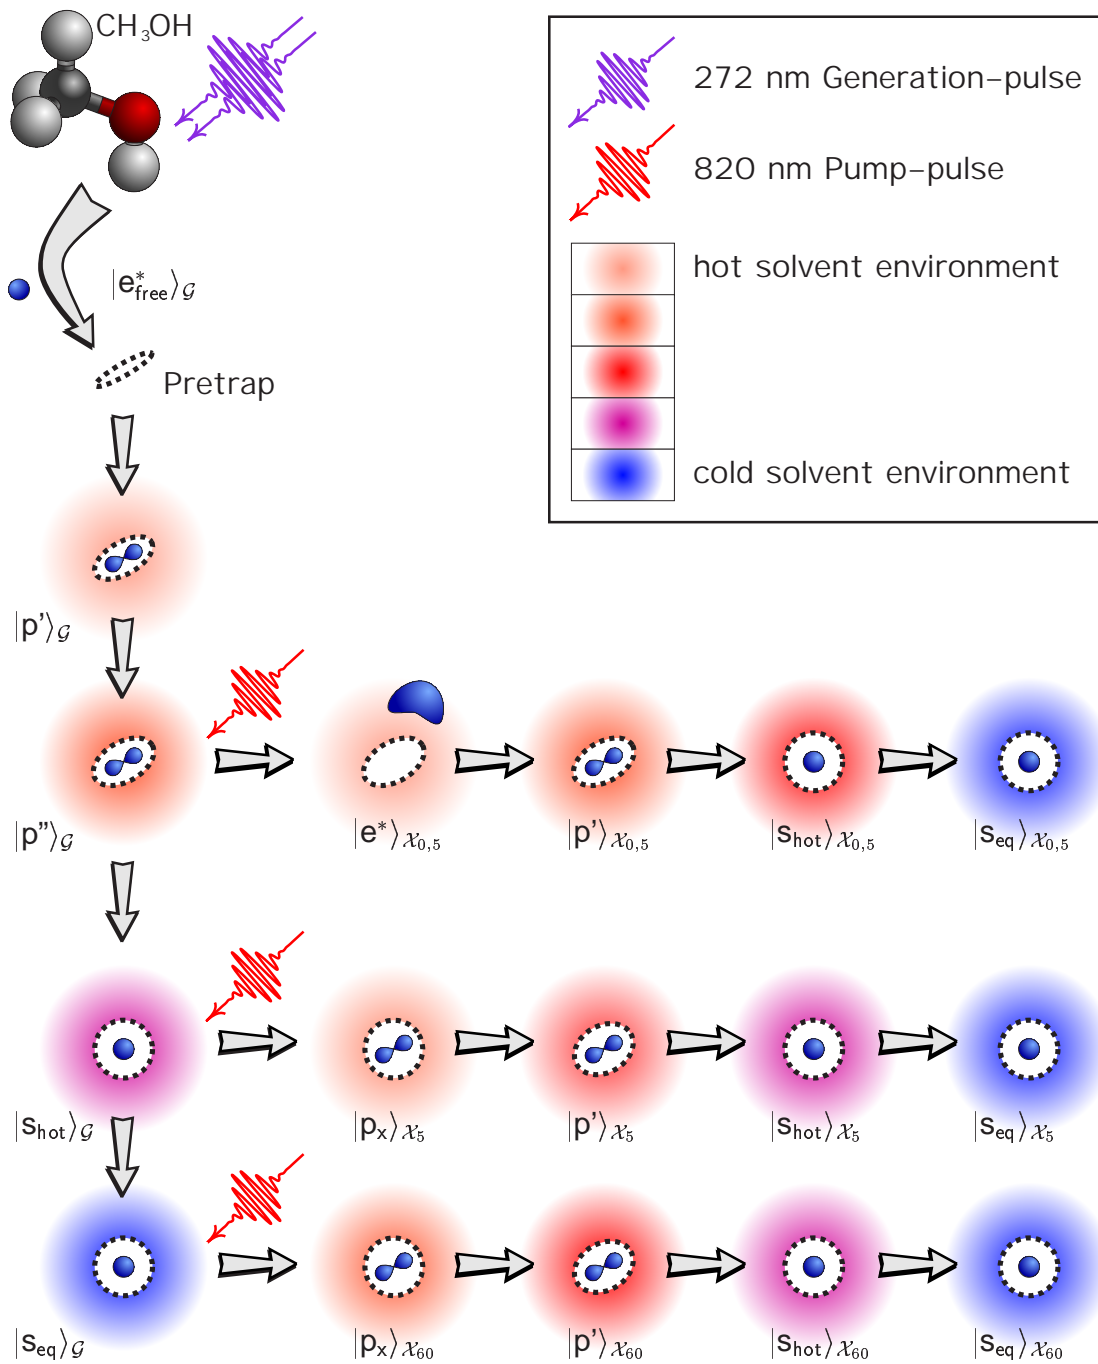 CH₃OH
272 nm Generation–pulse
820 nm Pump–pulse
hot solvent environment
cold solvent environment
|e*free⟩𝒢
Pretrap
|p'⟩𝒢
|p''⟩𝒢
|e*⟩𝒳0,5
|p'⟩𝒳0,5
|shot⟩𝒳0,5
|seq⟩𝒳0,5
|shot⟩𝒢
|px⟩𝒳5
|p'⟩𝒳5
|shot⟩𝒳5
|seq⟩𝒳5
|seq⟩𝒢
|px⟩𝒳60
|p'⟩𝒳60
|shot⟩𝒳60
|seq⟩𝒳60